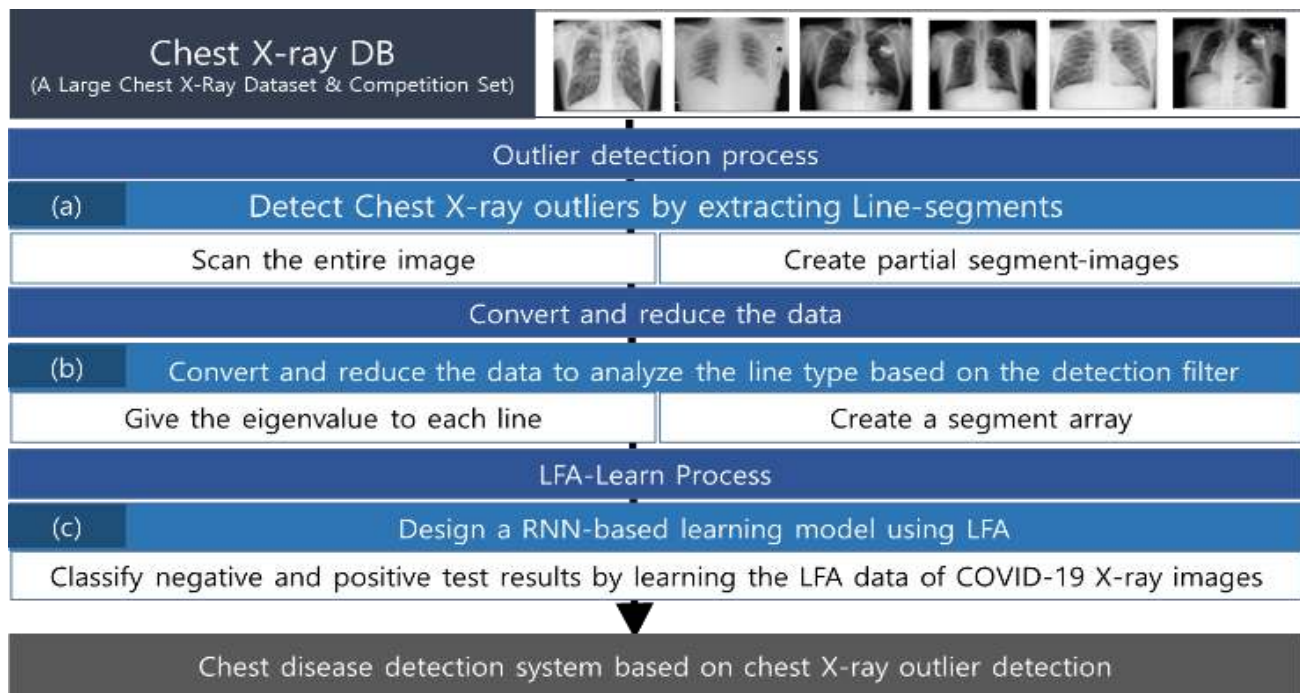 Chest X-ray DB
(A Large Chest X-Ray Dataset & Competition Set)
Outlier detection process
(a) Detect Chest X-ray outliers by extracting Line-segments
Scan the entire image Create partial segment-images
Convert and reduce the data
(b) Convert and reduce the data to analyze the line type based on the detection filter
Give the eigenvalue to each line Create a segment array
LFA-Learn Process
(c) Design a RNN-based learning model using LFA
Classify negative and positive test results by learning the LFA data of COVID-19 X-ray images
Chest disease detection system based on chest X-ray outlier detection